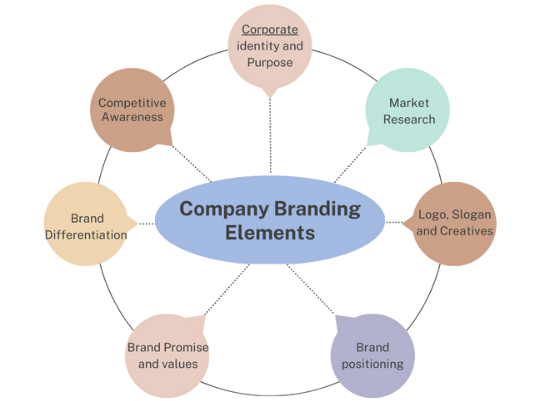 Corporate
identity and
Purpose
Competitive
Awareness
Market
Research
Company Branding
Elements
Brand
Differentiation
Logo, Slogan
and Creatives
Brand Promise
and values
Brand
positioning